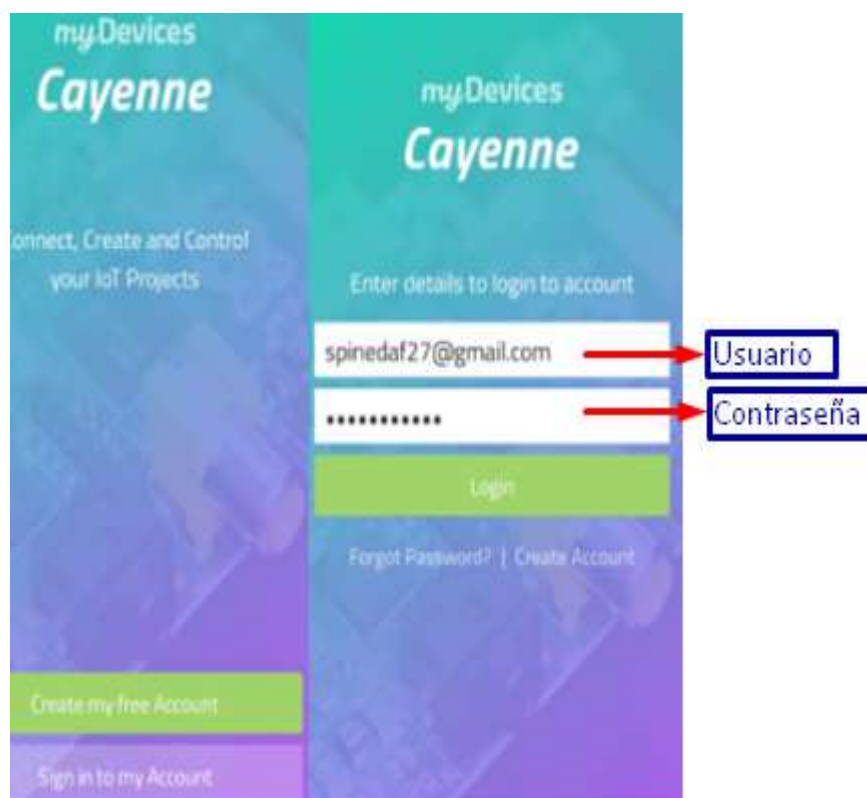 myDevices
Cayenne
onnect, Create and Control
your IoT Projects
Create my free Account
Sign in to my Account
myDevices
Cayenne
Enter details to login to account
spinedaf27@gmail.com
•••••••••••
Login
Forgot Password? | Create Account
Usuario
Contraseña